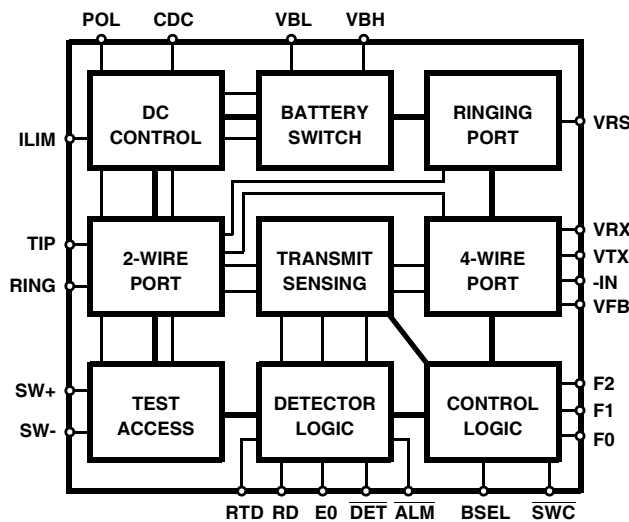 POL CDC VBL VBH
DC CONTROL
BATTERY SWITCH
RINGING PORT
ILIM
VRS
TIP
RING
2-WIRE PORT
TRANSMIT SENSING
4-WIRE PORT
VRX
VTX
-IN
VFB
SW+
SW-
TEST ACCESS
DETECTOR LOGIC
CONTROL LOGIC
F2
F1
F0
RTD RD E0 DET ALM BSEL SWC